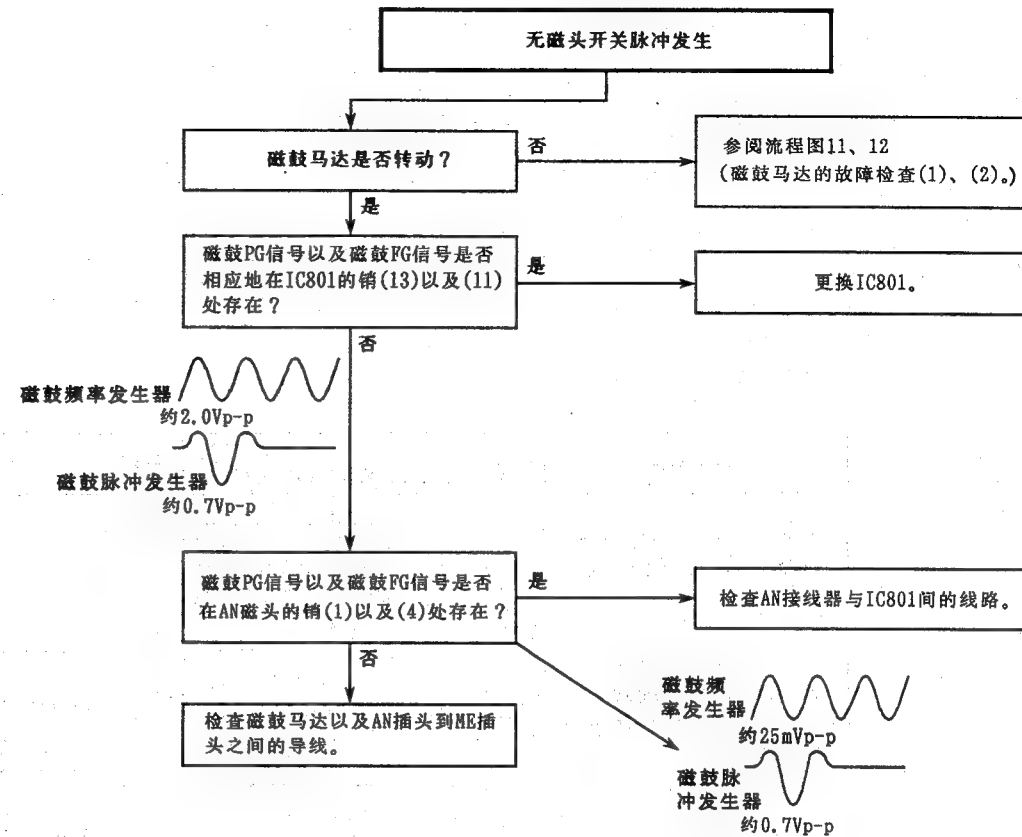 无磁头开关脉冲发生
磁鼓马达是否转动？
否
参阅流程图11、12
(磁鼓马达的故障检查(1)、(2)。)
是
磁鼓PG信号以及磁鼓FG信号是否
相应地在IC801的销(13)以及(11)
处存在？
是
更换IC801。
否
磁鼓频率发生器
约2.0Vp-p
磁鼓脉冲发生器
约0.7Vp-p
磁鼓PG信号以及磁鼓FG信号是否
在AN磁头的销(1)以及(4)处存在？
是
检查AN接线器与IC801间的线路。
否
检查磁鼓马达以及AN插头到ME插
头之间的导线。
磁鼓频
率发生器
约25mVp-p
磁鼓脉
冲发生器
约0.7Vp-p